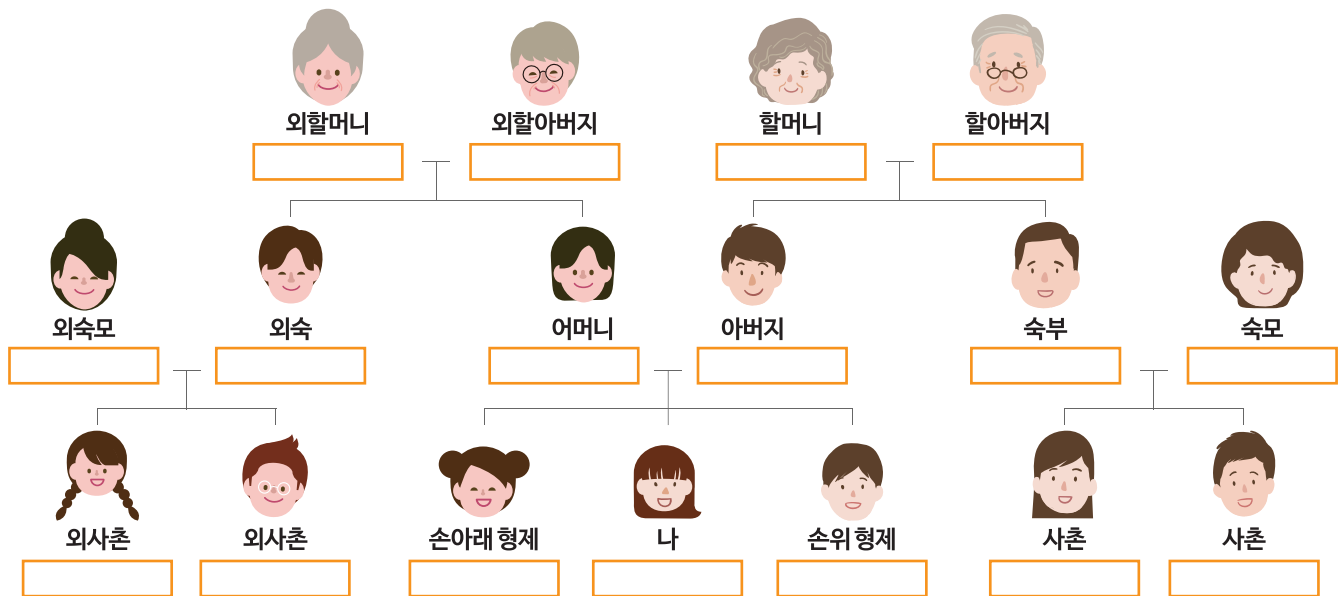 외할머니 외할아버지 할머니 할아버지
외숙모 외숙 어머니 아버지 숙부 숙모
외사촌 외사촌 손아래 형제 나 손위 형제 사촌 사촌